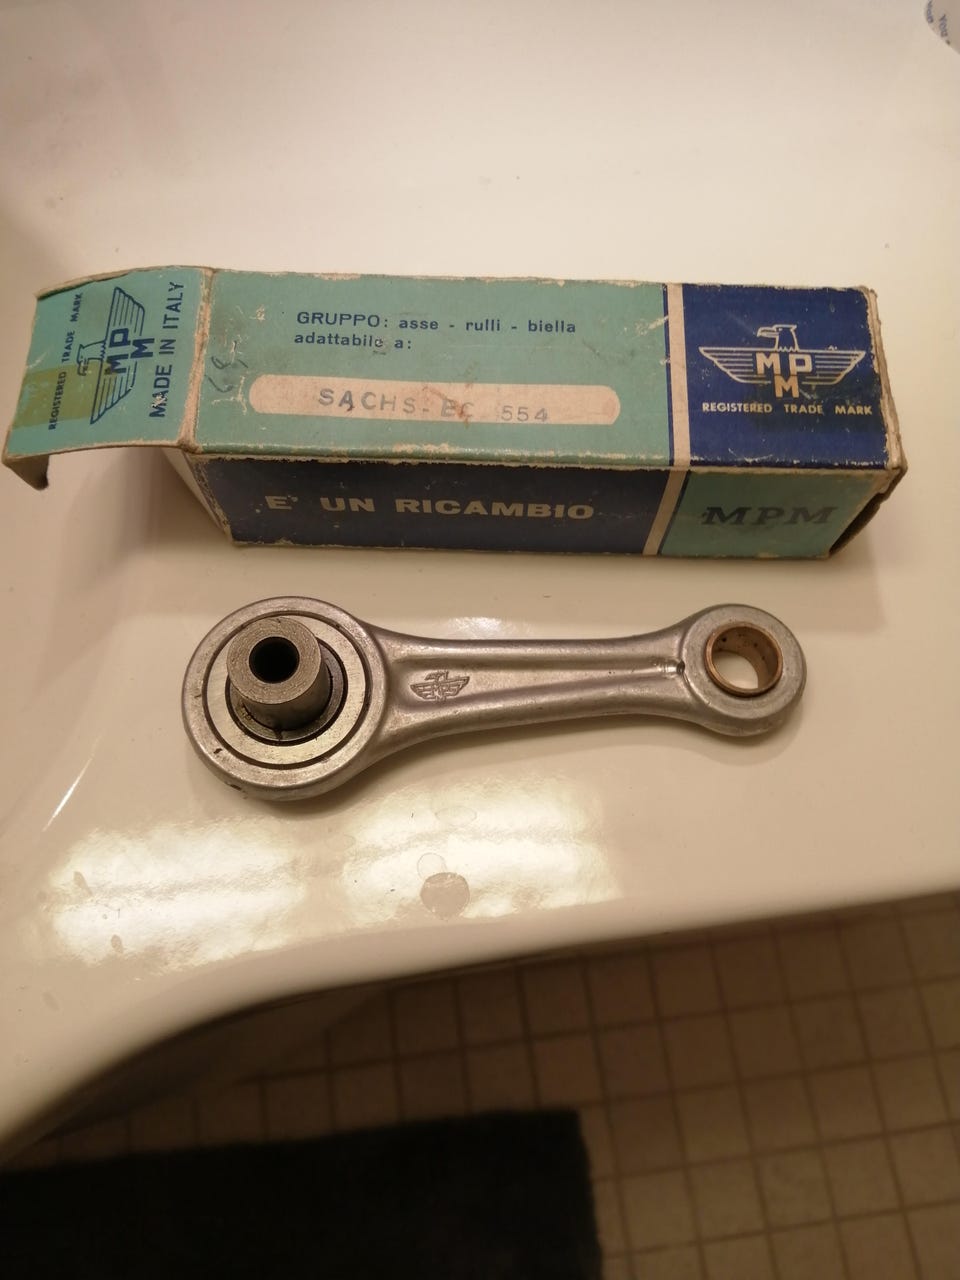 REGISTERED TRADE MARK
MPM
MADE IN ITALY
GRUPPO: asse - rulli - biella
adattabile a:
SACHS - EC 554
MPM
REGISTERED TRADE MARK
E' UN RICAMBIO
MPM